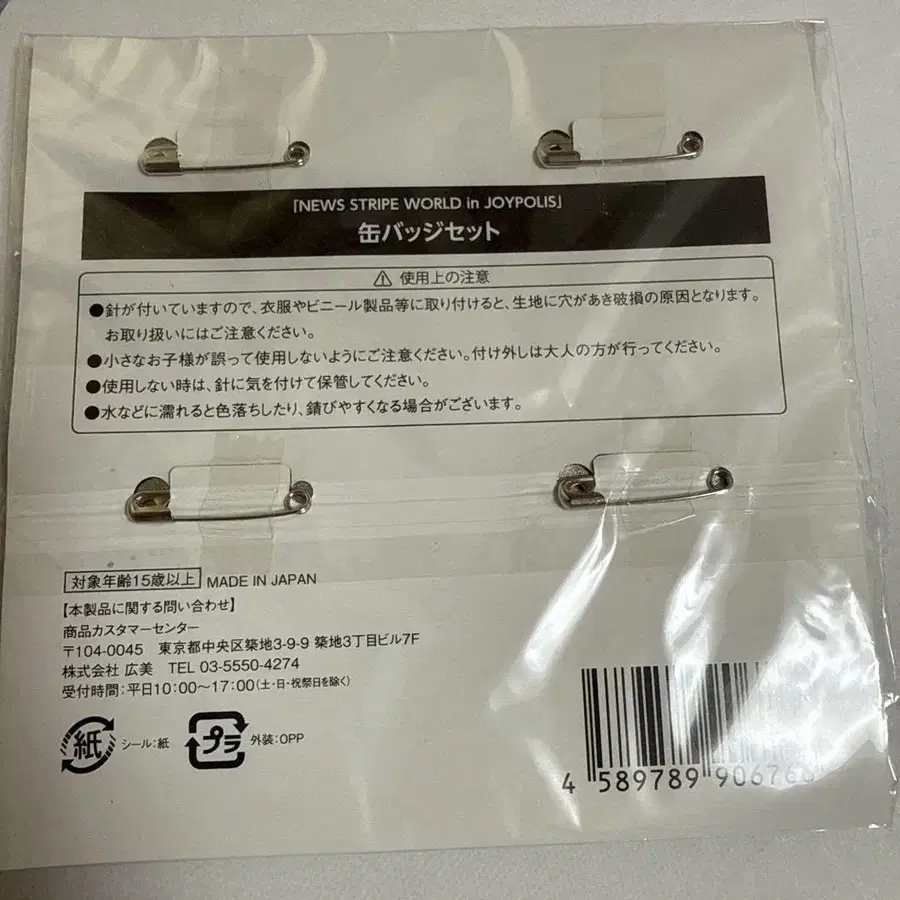 「NEWS STRIPE WORLD in JOYPOLIS」
缶バッジセット
使用上の注意
●針が付いていますので、衣服やビニール製品等に取り付けると、生地に穴があき破損の原因となります。
お取り扱いにはご注意ください。
●小さなお子様が誤って使用しないようにご注意ください。付け外しは大人の方が行ってください。
●使用しない時は、針に気を付けて保管してください。
●水などに濡れると色落ちしたり、錆びやすくなる場合がございます。
対象年齢15歳以上 MADE IN JAPAN
【本製品に関する問い合わせ】
商品カスタマーセンター
〒104-0045 東京都中央区築地3-9-9 築地3丁目ビル7F
株式会社 広美 TEL 03-5550-4274
受付時間:平日10:00〜17:00(土・日・祝祭日を除く)
紙 シール:紙 プラ 外装:OPP
4 589789